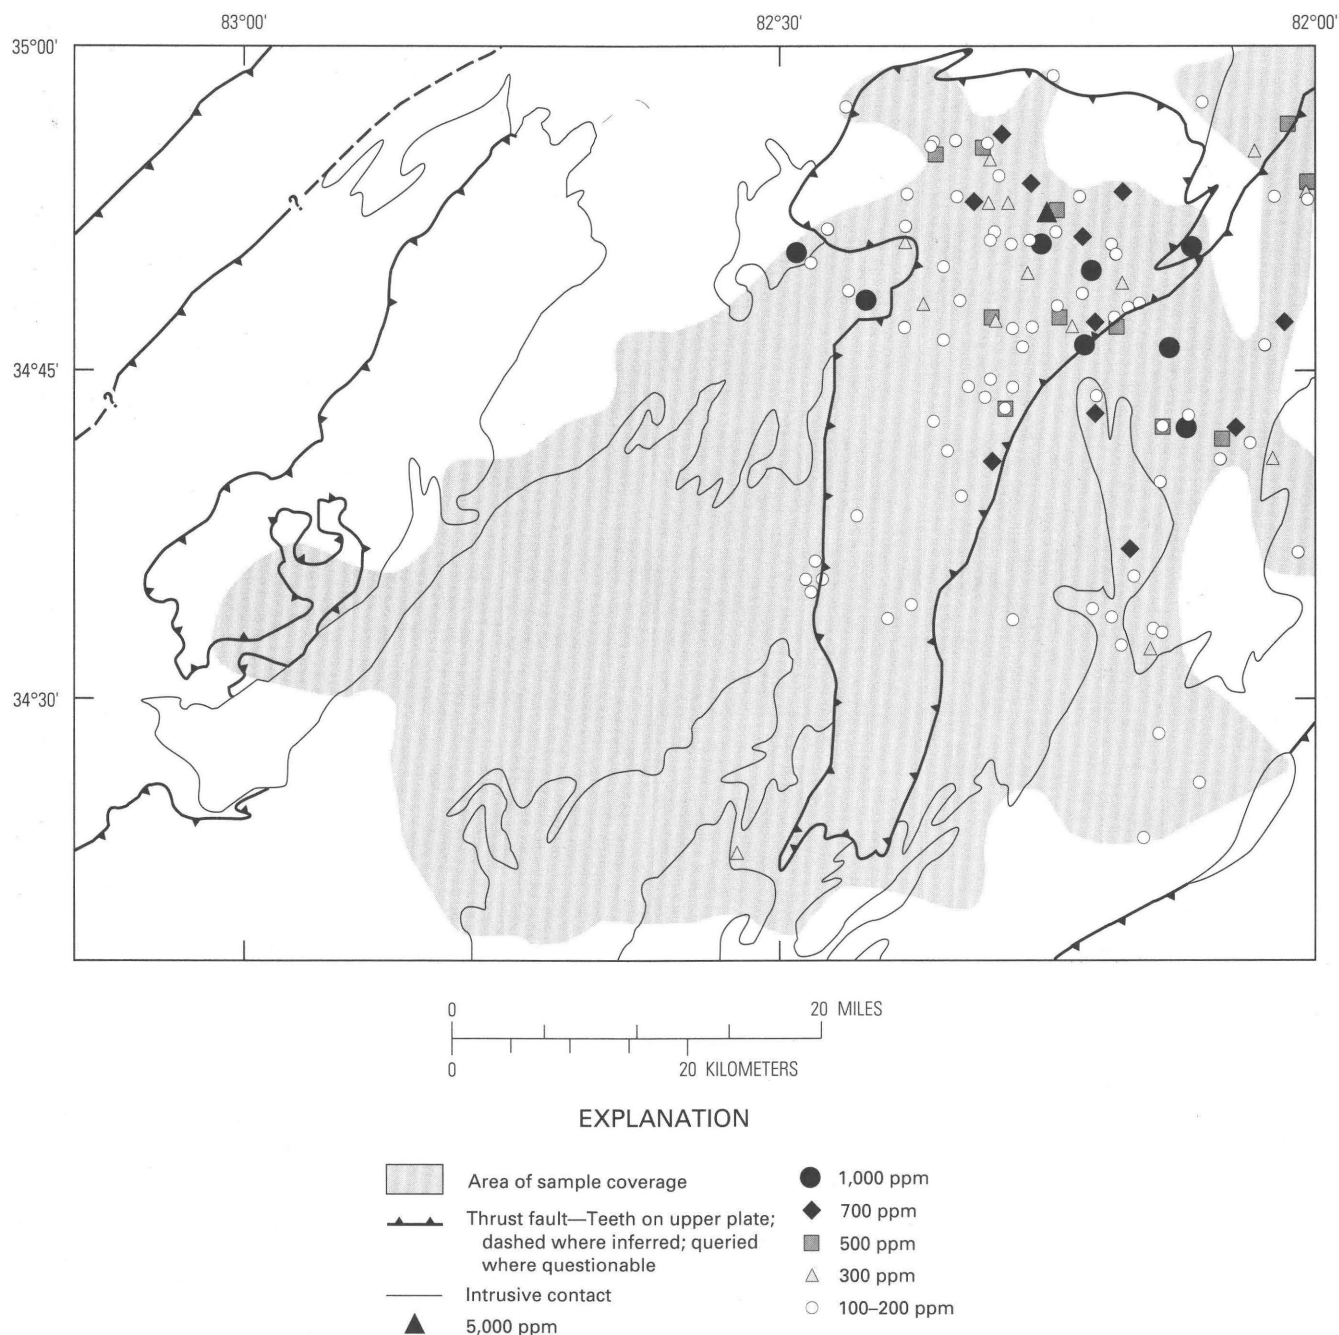 83°00'
82°30'
82°00'
35°00'
?
34°45'
?
34°30'
0
20 MILES
0
20 KILOMETERS
EXPLANATION
Area of sample coverage
Thrust fault—Teeth on upper plate;
dashed where inferred; queried
where questionable
Intrusive contact
5,000 ppm
1,000 ppm
700 ppm
500 ppm
300 ppm
100–200 ppm